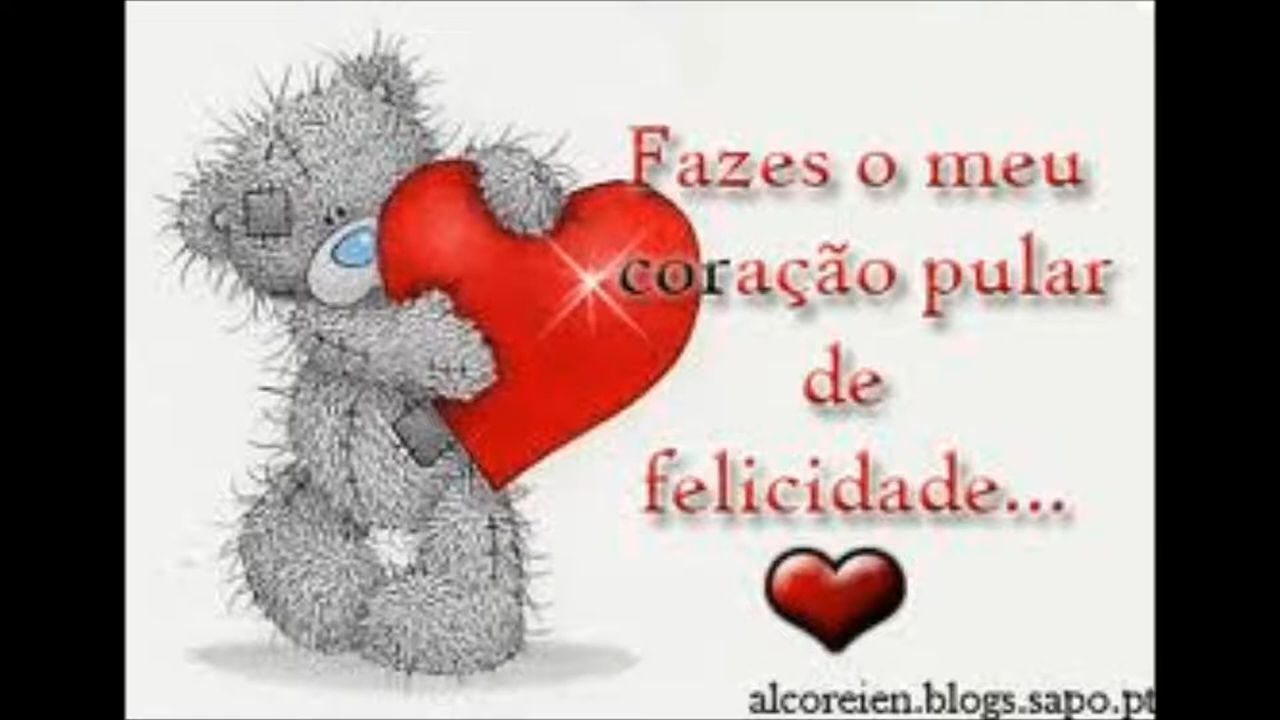 Fazes o meu
coração pular
de
felicidade...
alcoreien.blogs.sapo.pt